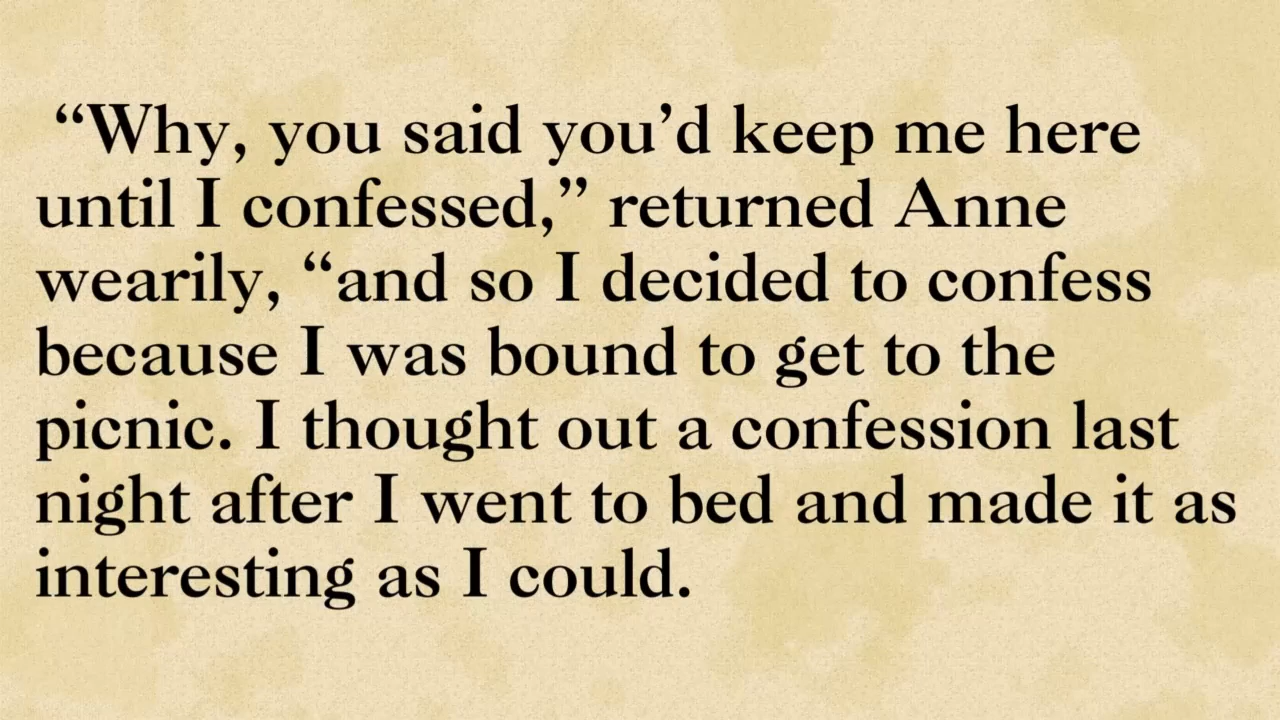 “Why, you said you’d keep me here
until I confessed,” returned Anne
wearily, “and so I decided to confess
because I was bound to get to the
picnic. I thought out a confession last
night after I went to bed and made it as
interesting as I could.